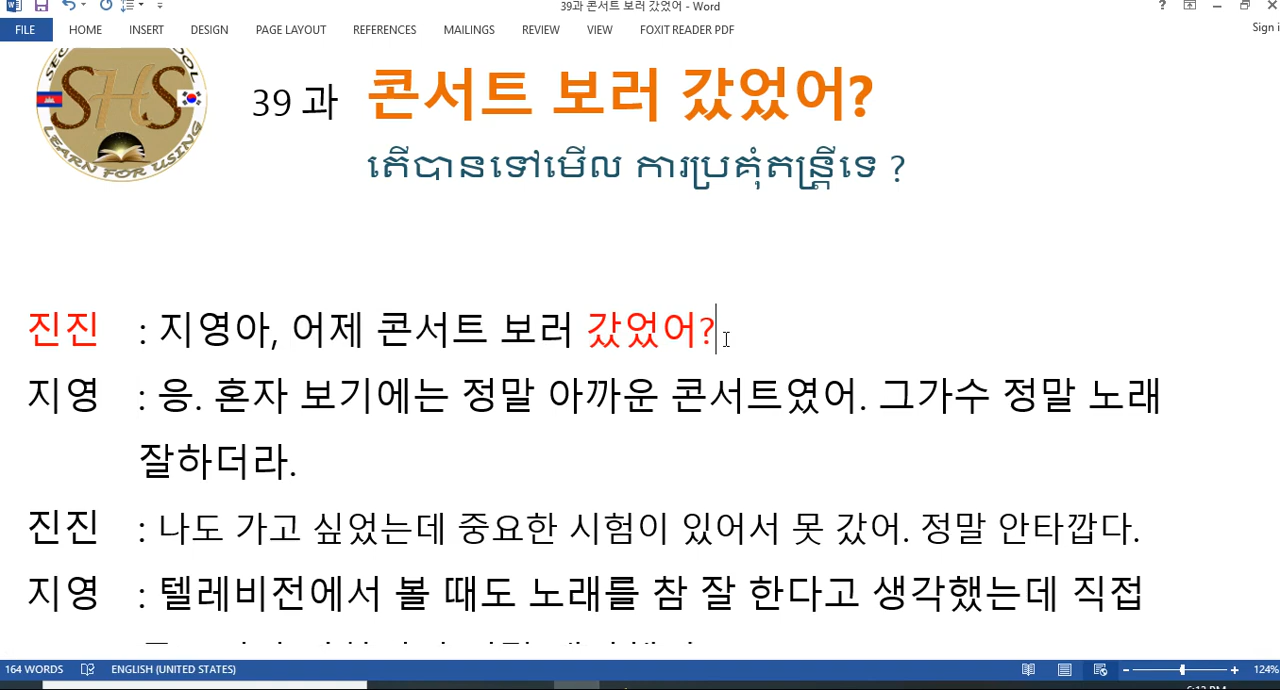 39과 콘서트 보러 갔었어 - Word
FILE HOME INSERT DESIGN PAGE LAYOUT REFERENCES MAILINGS REVIEW VIEW FOXIT READER PDF
Sign i
SHS
LEARN FOR USING
39 과 콘서트 보러 갔었어?
តើបានទៅមើល ការប្រគុំតន្ត្រីទេ ?
진진 : 지영아, 어제 콘서트 보러 갔었어?
지영 : 응. 혼자 보기에는 정말 아까운 콘서트였어. 그가수 정말 노래
잘하더라.
진진 : 나도 가고 싶었는데 중요한 시험이 있어서 못 갔어. 정말 안타깝다.
지영 : 텔레비전에서 볼 때도 노래를 참 잘 한다고 생각했는데 직접
164 WORDS ENGLISH (UNITED STATES) 124%